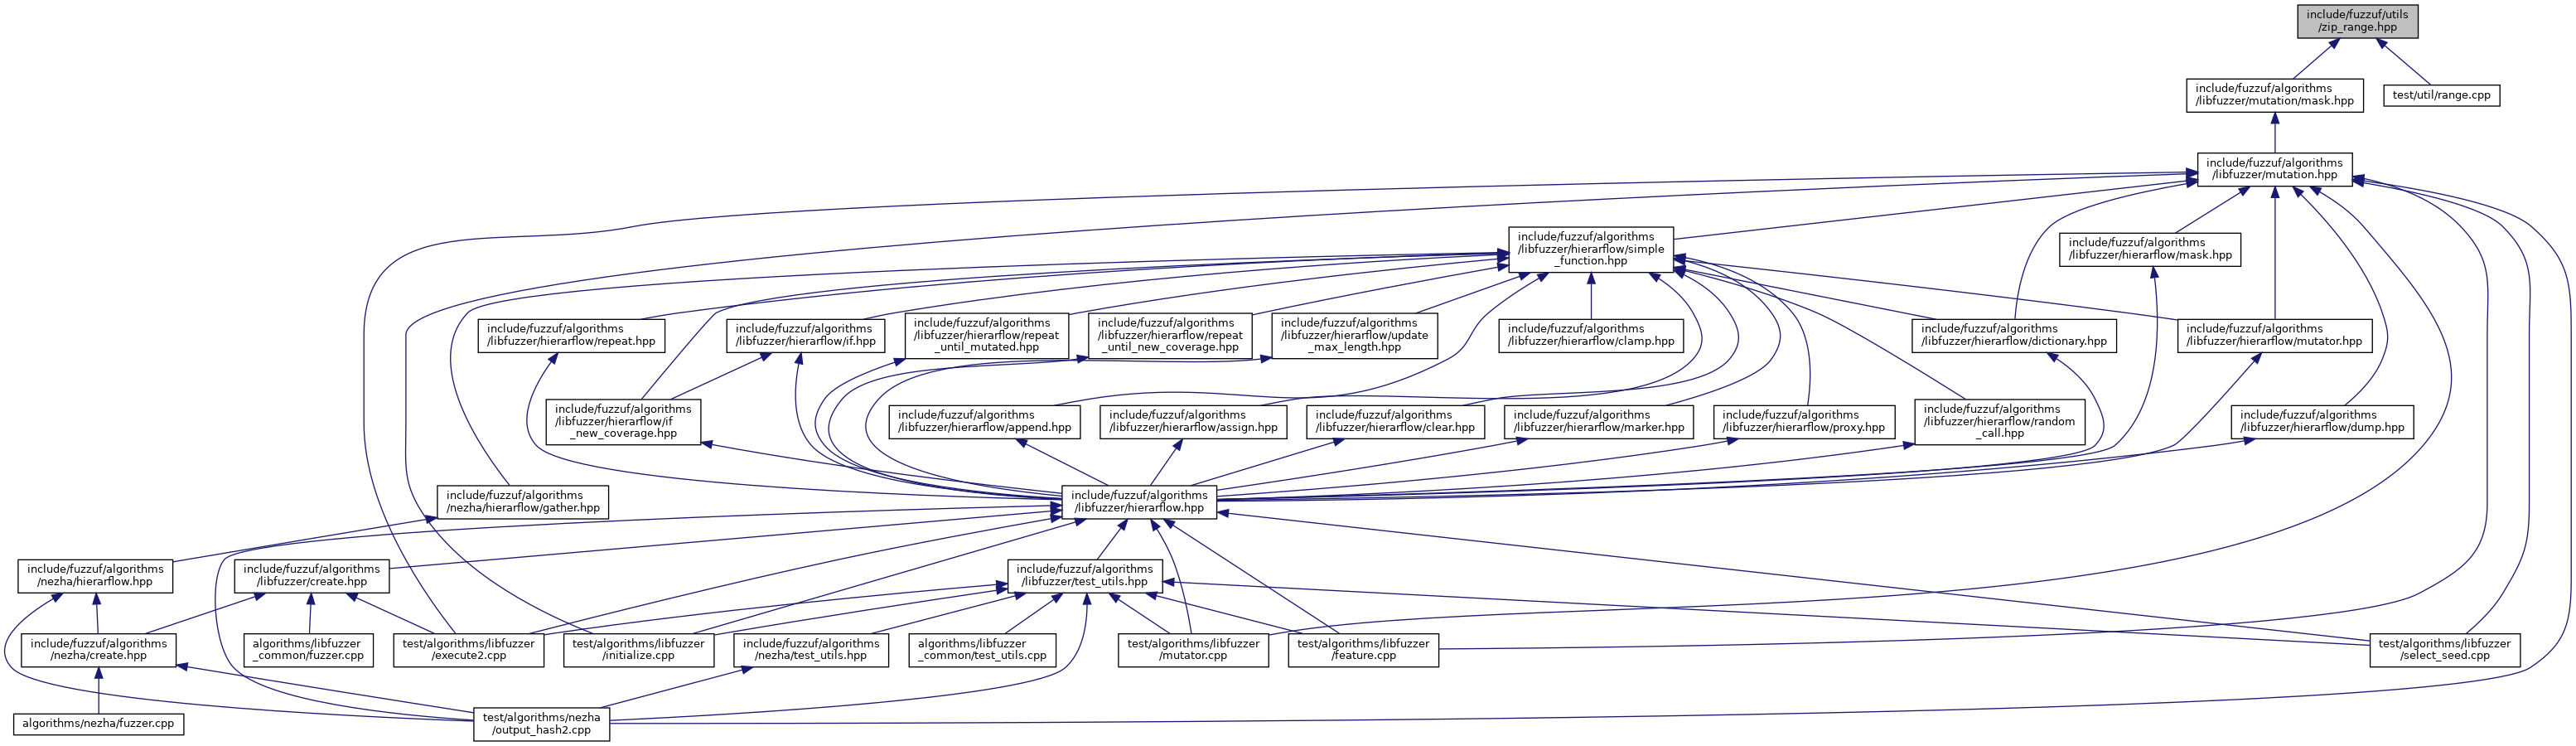 include/fuzzuf/utils
/zip_range.hpp
include/fuzzuf/algorithms
/libfuzzer/mutation/mask.hpp
test/util/range.cpp
include/fuzzuf/algorithms
/libfuzzer/mutation.hpp
include/fuzzuf/algorithms
/libfuzzer/hierarflow/simple
_function.hpp
include/fuzzuf/algorithms
/libfuzzer/hierarflow/mask.hpp
include/fuzzuf/algorithms
/libfuzzer/hierarflow/repeat.hpp
include/fuzzuf/algorithms
/libfuzzer/hierarflow/if.hpp
include/fuzzuf/algorithms
/libfuzzer/hierarflow/repeat
_until_mutated.hpp
include/fuzzuf/algorithms
/libfuzzer/hierarflow/repeat
_until_new_coverage.hpp
include/fuzzuf/algorithms
/libfuzzer/hierarflow/update
_max_length.hpp
include/fuzzuf/algorithms
/libfuzzer/hierarflow/clamp.hpp
include/fuzzuf/algorithms
/libfuzzer/hierarflow/dictionary.hpp
include/fuzzuf/algorithms
/libfuzzer/hierarflow/mutator.hpp
include/fuzzuf/algorithms
/libfuzzer/hierarflow/if
_new_coverage.hpp
include/fuzzuf/algorithms
/libfuzzer/hierarflow/append.hpp
include/fuzzuf/algorithms
/libfuzzer/hierarflow/assign.hpp
include/fuzzuf/algorithms
/libfuzzer/hierarflow/clear.hpp
include/fuzzuf/algorithms
/libfuzzer/hierarflow/marker.hpp
include/fuzzuf/algorithms
/libfuzzer/hierarflow/proxy.hpp
include/fuzzuf/algorithms
/libfuzzer/hierarflow/random
_call.hpp
include/fuzzuf/algorithms
/libfuzzer/hierarflow/dump.hpp
include/fuzzuf/algorithms
/nezha/hierarflow/gather.hpp
include/fuzzuf/algorithms
/libfuzzer/hierarflow.hpp
include/fuzzuf/algorithms
/nezha/hierarflow.hpp
include/fuzzuf/algorithms
/libfuzzer/create.hpp
include/fuzzuf/algorithms
/libfuzzer/test_utils.hpp
include/fuzzuf/algorithms
/nezha/create.hpp
algorithms/libfuzzer
_common/fuzzer.cpp
test/algorithms/libfuzzer
/execute2.cpp
test/algorithms/libfuzzer
/initialize.cpp
include/fuzzuf/algorithms
/nezha/test_utils.hpp
algorithms/libfuzzer
_common/test_utils.cpp
test/algorithms/libfuzzer
/mutator.cpp
test/algorithms/libfuzzer
/feature.cpp
test/algorithms/libfuzzer
/select_seed.cpp
algorithms/nezha/fuzzer.cpp
test/algorithms/nezha
/output_hash2.cpp